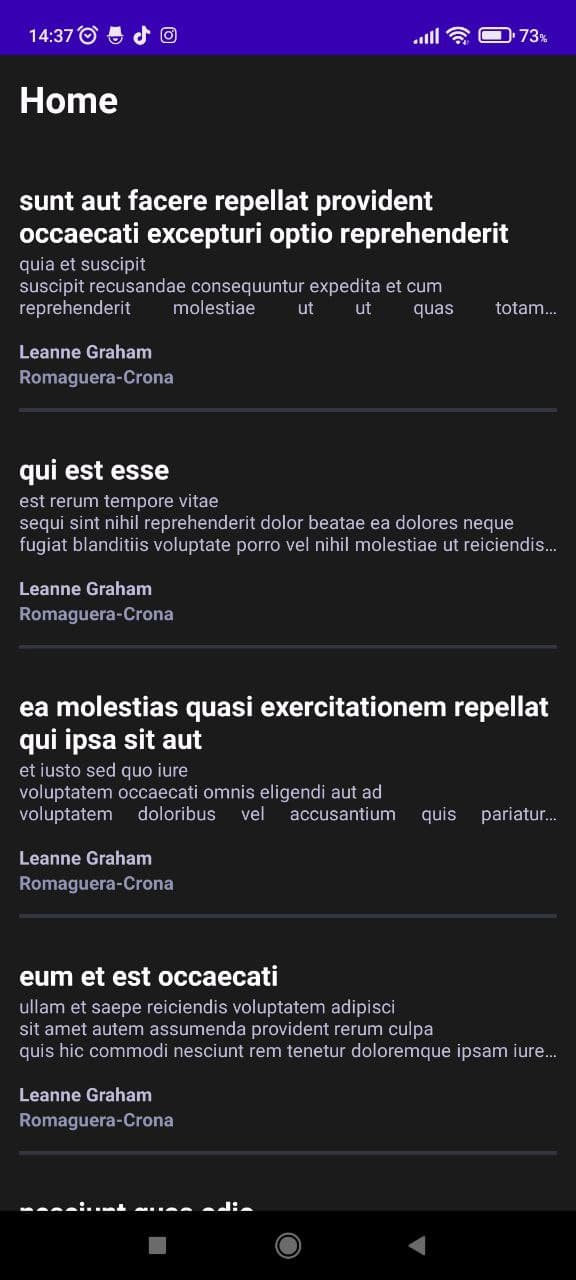 14:37 73%
Home
sunt aut facere repellat provident
occaecati excepturi optio reprehenderit
quia et suscipit
suscipit recusandae consequuntur expedita et cum
reprehenderit molestiae ut ut quas totam…
Leanne Graham
Romaguera-Crona
qui est esse
est rerum tempore vitae
sequi sint nihil reprehenderit dolor beatae ea dolores neque
fugiat blanditiis voluptate porro vel nihil molestiae ut reiciendis…
Leanne Graham
Romaguera-Crona
ea molestias quasi exercitationem repellat
qui ipsa sit aut
et iusto sed quo iure
voluptatem occaecati omnis eligendi aut ad
voluptatem doloribus vel accusantium quis pariatur…
Leanne Graham
Romaguera-Crona
eum et est occaecati
ullam et saepe reiciendis voluptatem adipisci
sit amet autem assumenda provident rerum culpa
quis hic commodi nesciunt rem tenetur doloremque ipsam iure…
Leanne Graham
Romaguera-Crona
nesciunt quas odio